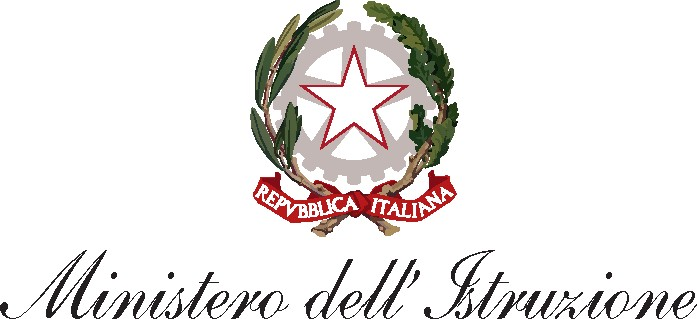 REPVBBLICA ITALIANA
Ministero dell'Istruzione